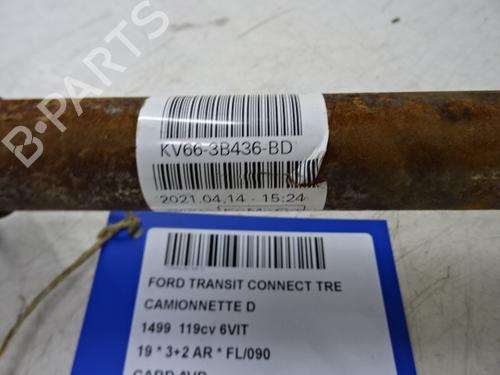 B-PARTS
KV66-3B436-BD
2021.04.14 - 15:24
FORD TRANSIT CONNECT TRE
CAMIONNETTE D
1499 119cv 6VIT
19 * 3+2 AR * FL/090